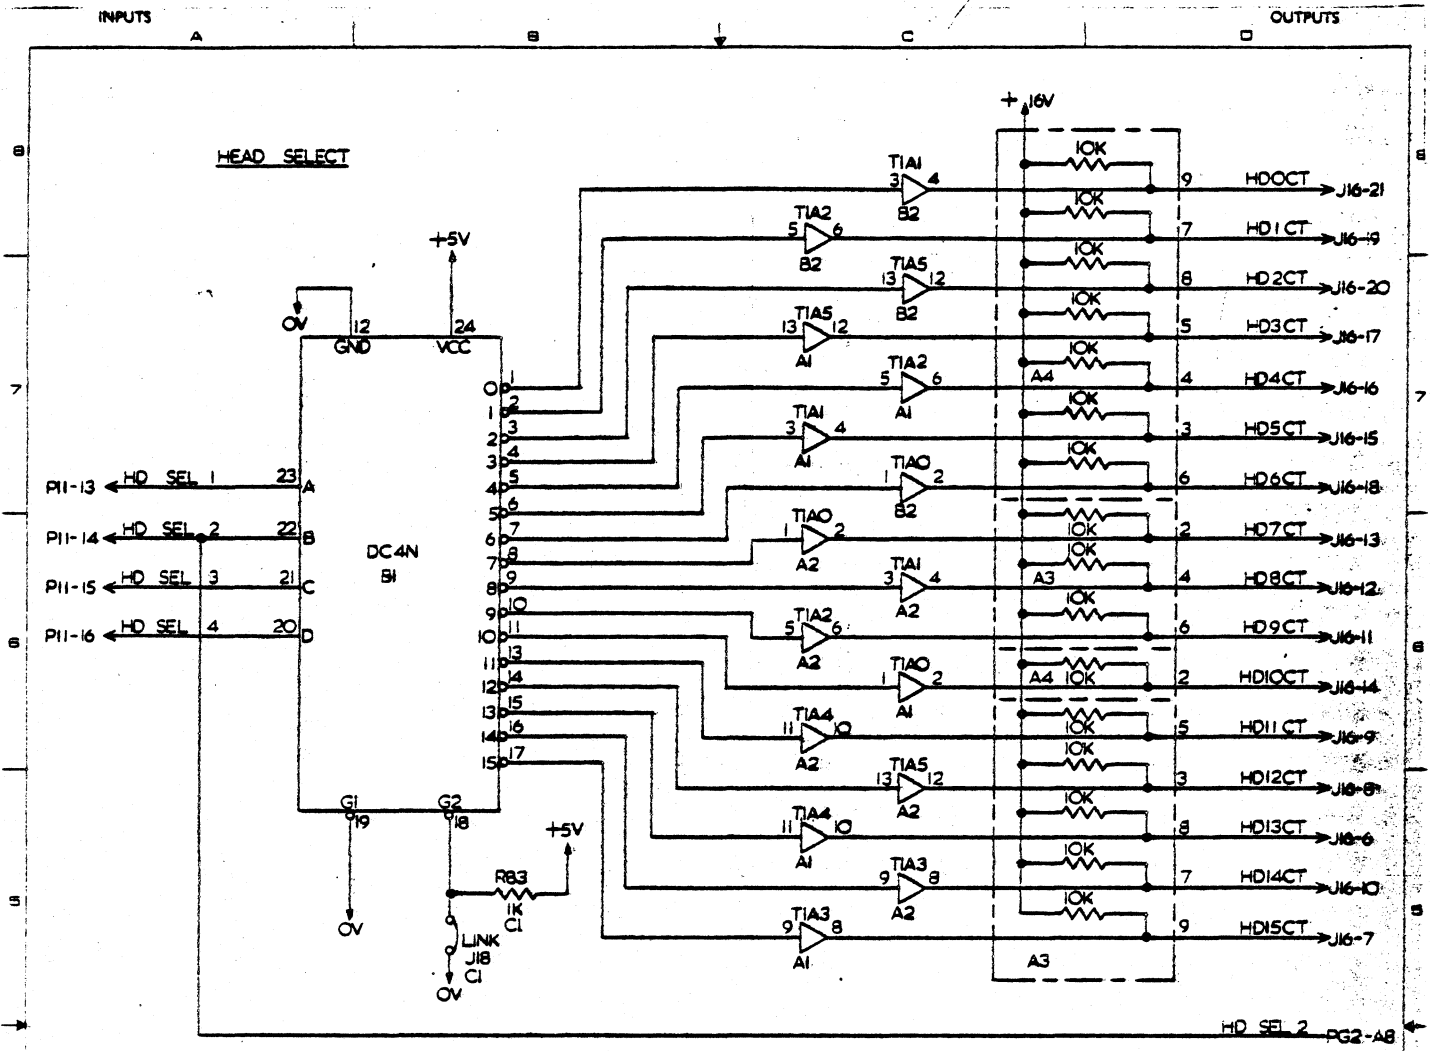 INPUTS
OUTPUTS
A
B
C
D
+ 16V
8
HEAD SELECT
8
10K
T1A1
3 4
B2
9 HD0CT J16-21
10K
T1A2
5 6
B2
7 HD1CT J16-19
+5V
10K
T1A5
13 12
B2
8 HD2CT J16-20
0V
12 24
GND VCC
10K
T1A5
13 12
A1
5 HD3CT J16-17
7
0 1
10K
T1A2
5 6
A1
A4
4 HD4CT J16-16
7
1 2
2 3
10K
T1A1
3 4
A1
3 HD5CT J16-15
3 4
P11-13 HD SEL 1 23 A
4 5
10K
T1A0
1 2
B2
6 HD6CT J16-18
5 6
P11-14 HD SEL 2 22 B
6 7
DC4N
B1
7 8
T1A0
1 2
A2
10K
2 HD7CT J16-13
P11-15 HD SEL 3 21 C
8 9
T1A1
3 4
A2
10K
A3
4 HD8CT J16-12
9 10
P11-16 HD SEL 4 20 D
10 11
T1A2
5 6
A2
10K
6 HD9CT J16-11
6
6
11 13
12 14
T1A0
1 2
A1
A4 10K
2 HD10CT J16-14
13 15
14 16
T1A4
11 10
A2
10K
5 HD11CT J16-9
15 17
T1A5
13 12
A2
10K
3 HD12CT J16-8
G1 G2
19 18
+5V
T1A4
11 10
A1
10K
8 HD13CT J16-6
R83
1K
C1
T1A3
9 8
A2
10K
7 HD14CT J16-10
5
5
0V
LINK
J18
C1
0V
T1A3
9 8
A1
10K
A3
9 HD15CT J16-7
HD SEL 2 PG2-A8